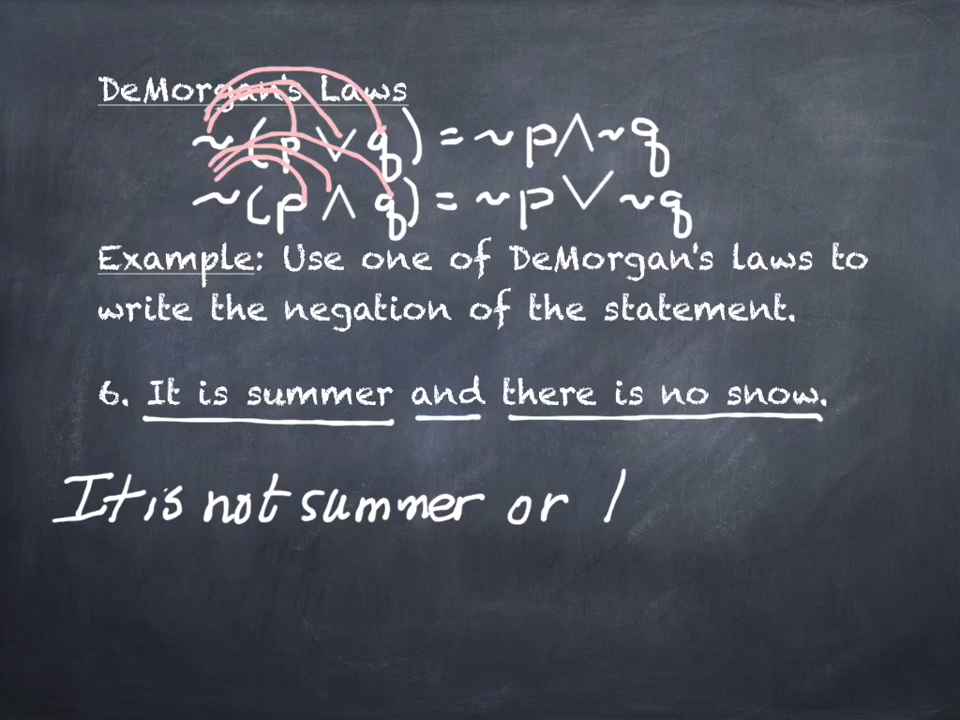 DeMorgan's Laws
~(p ∨ q) = ~p ∧ ~q
~(p ∧ q) = ~p ∨ ~q
Example: Use one of DeMorgan's laws to
write the negation of the statement.
6. It is summer and there is no snow.
It is not summer or